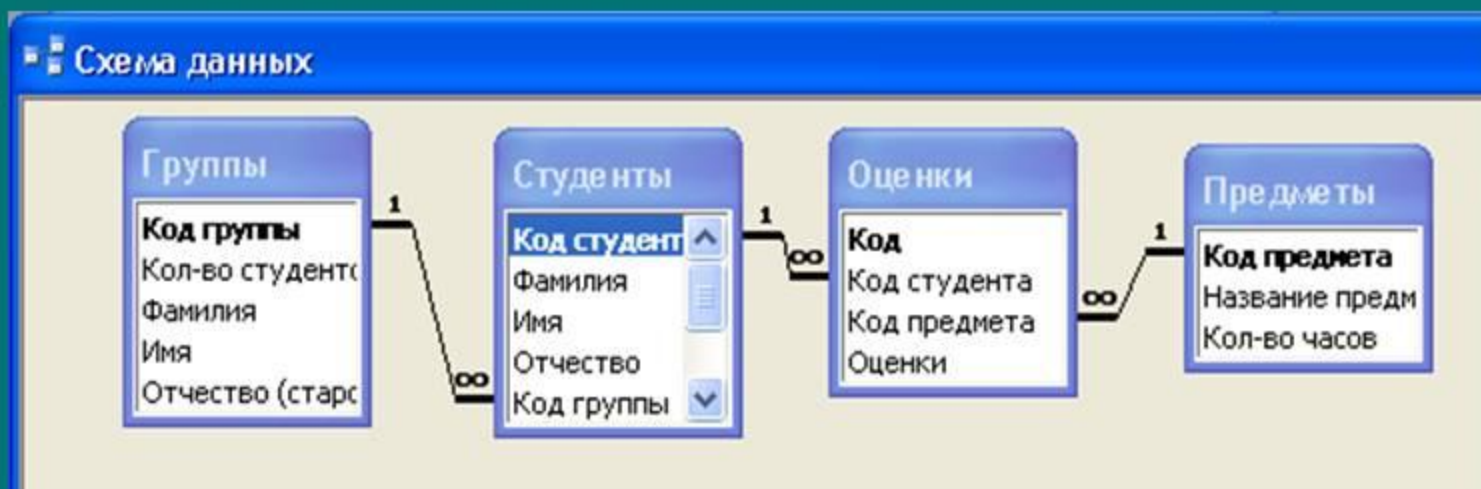 Схема данных
Группы
Код группы
Кол-во студенто
Фамилия
Имя
Отчество (старо
1
∞
Студенты
Код студент
Фамилия
Имя
Отчество
Код группы
1
∞
Оценки
Код
Код студента
Код предмета
Оценки
∞
1
Предметы
Код предмета
Название предм
Кол-во часов